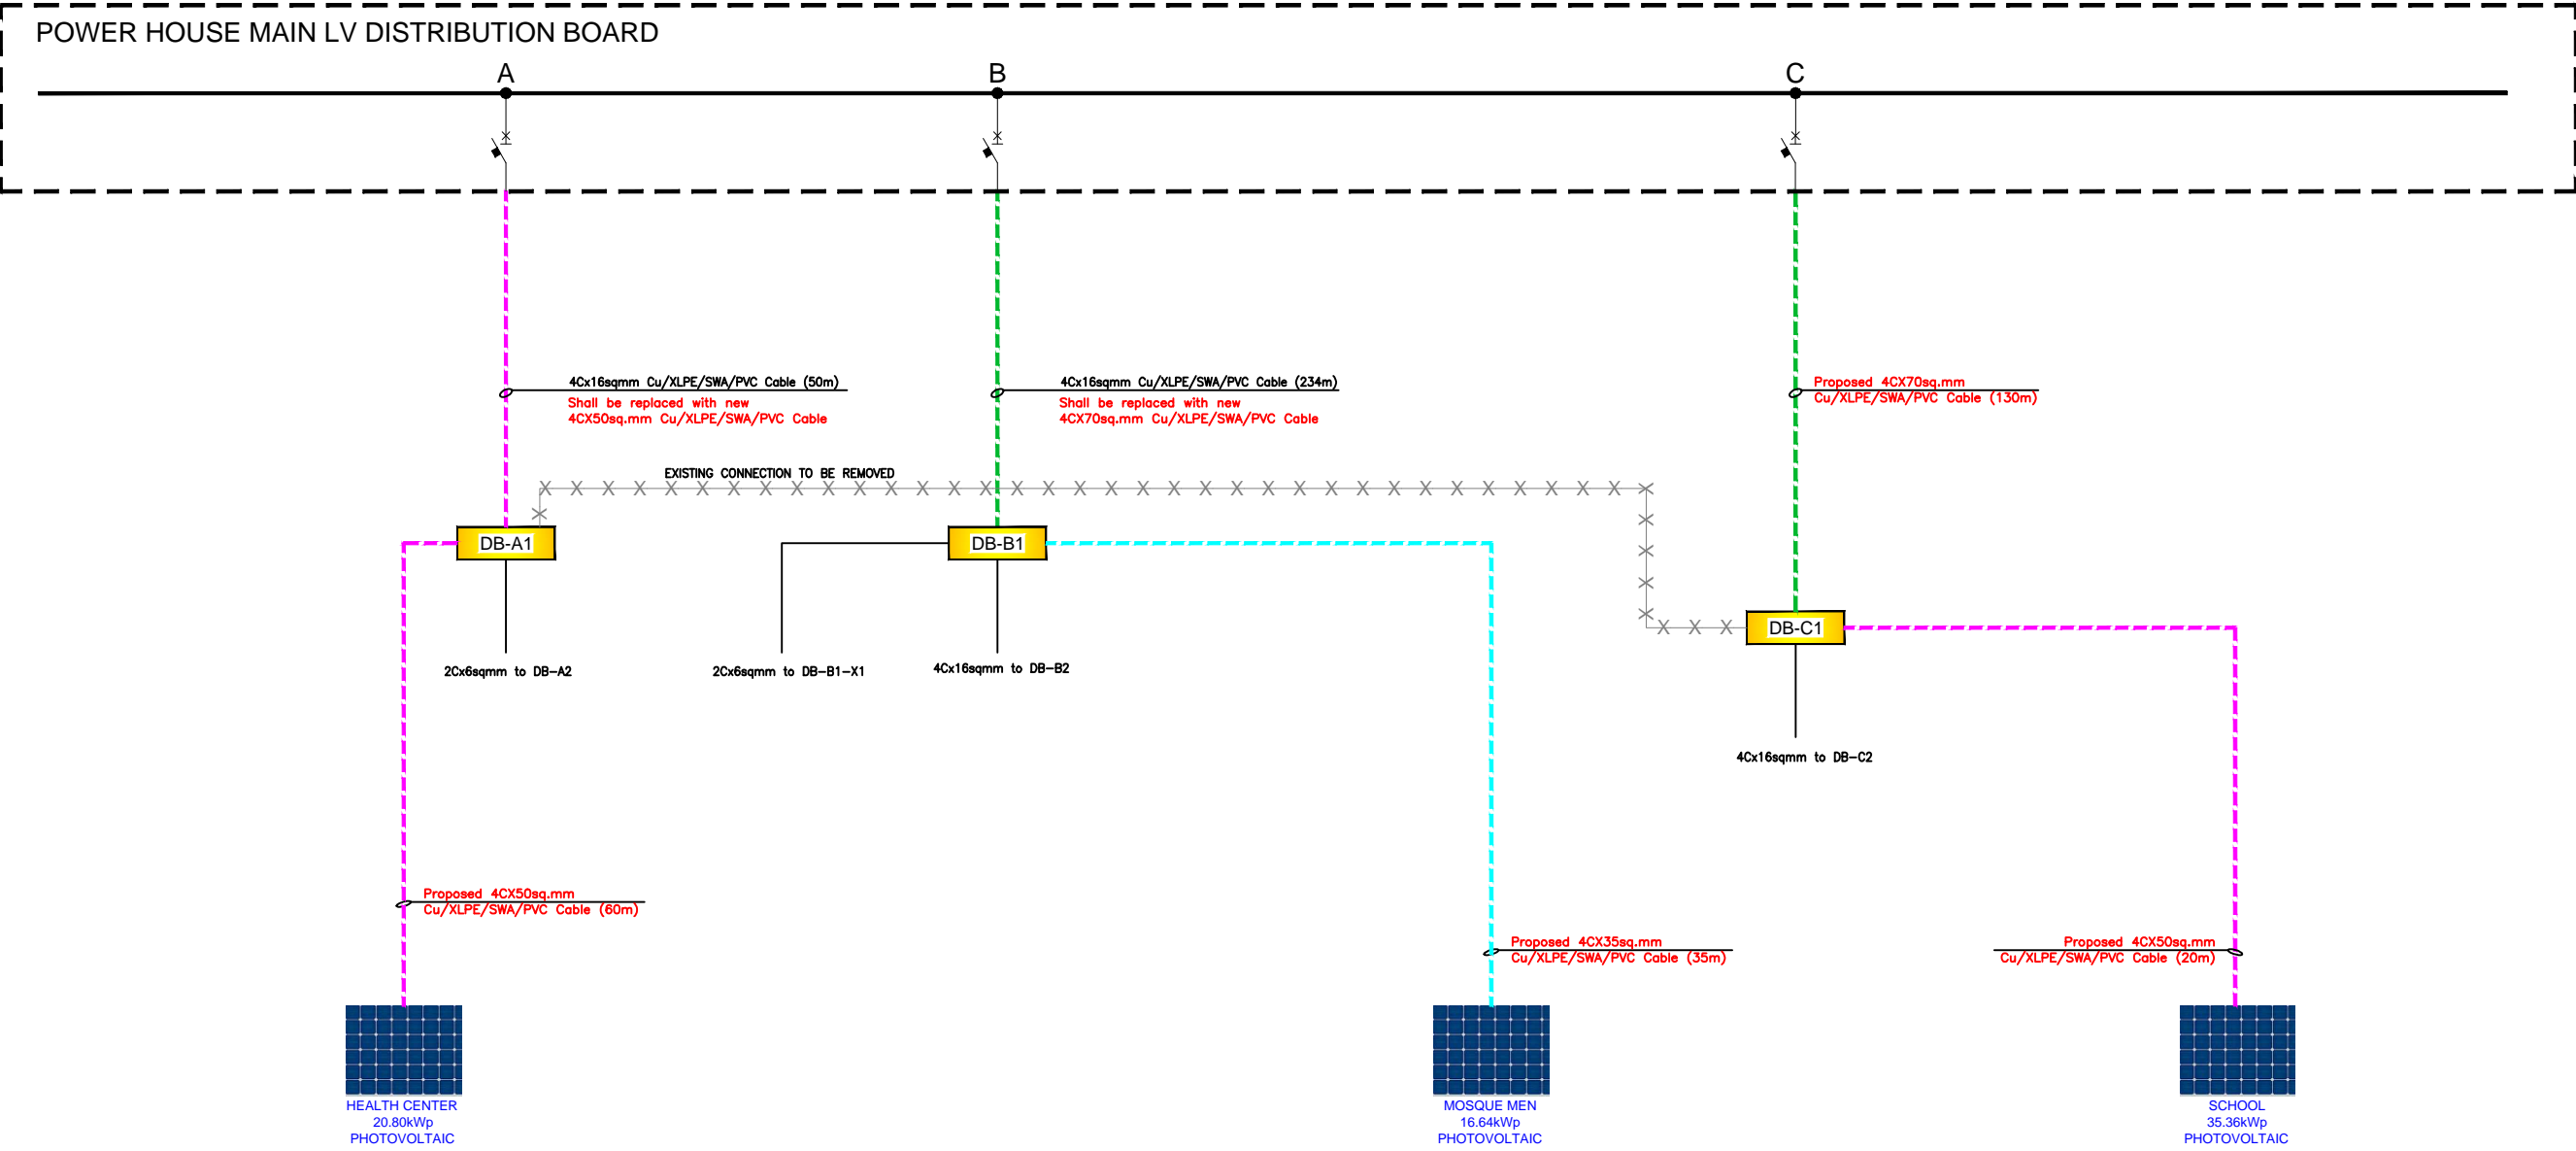 POWER HOUSE MAIN LV DISTRIBUTION BOARD
A
B
C
4Cx16sqmm Cu/XLPE/SWA/PVC Cable (50m)
Shall be replaced with new
4CX50sq.mm Cu/XLPE/SWA/PVC Cable
4Cx16sqmm Cu/XLPE/SWA/PVC Cable (234m)
Shall be replaced with new
4CX70sq.mm Cu/XLPE/SWA/PVC Cable
Proposed 4CX70sq.mm
Cu/XLPE/SWA/PVC Cable (130m)
EXISTING CONNECTION TO BE REMOVED
DB-A1
DB-B1
DB-C1
2Cx6sqmm to DB-A2
2Cx6sqmm to DB-B1-X1
4Cx16sqmm to DB-B2
4Cx16sqmm to DB-C2
Proposed 4CX50sq.mm
Cu/XLPE/SWA/PVC Cable (60m)
Proposed 4CX35sq.mm
Cu/XLPE/SWA/PVC Cable (35m)
Proposed 4CX50sq.mm
Cu/XLPE/SWA/PVC Cable (20m)
HEALTH CENTER
20.80kWp
PHOTOVOLTAIC
MOSQUE MEN
16.64kWp
PHOTOVOLTAIC
SCHOOL
35.36kWp
PHOTOVOLTAIC